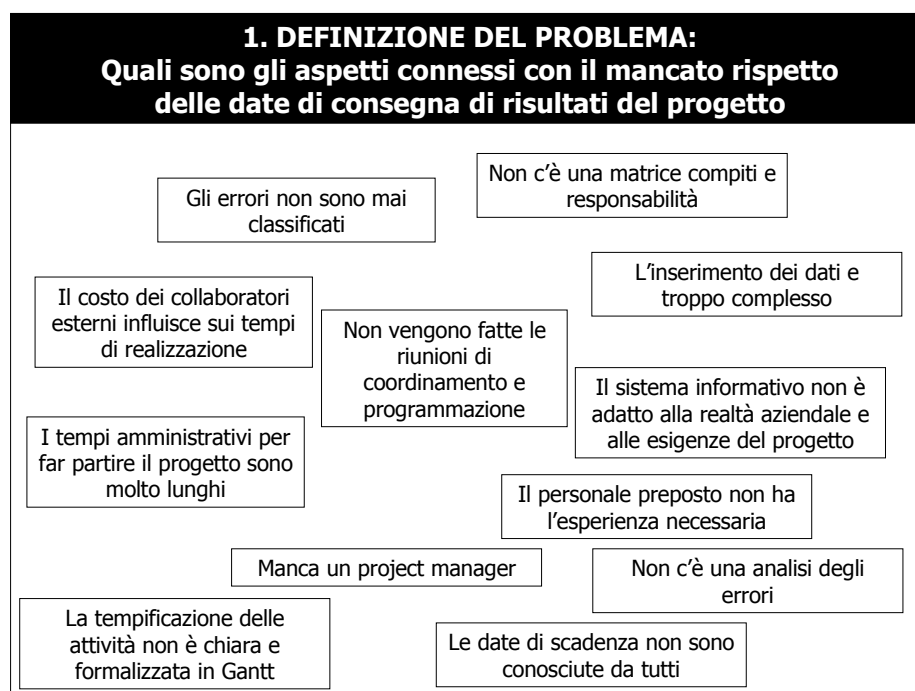 1. DEFINIZIONE DEL PROBLEMA:
Quali sono gli aspetti connessi con il mancato rispetto
delle date di consegna di risultati del progetto
Non c’è una matrice compiti e
responsabilità
Gli errori non sono mai
classificati
L’inserimento dei dati e
troppo complesso
Il costo dei collaboratori
esterni influisce sui tempi
di realizzazione
Non vengono fatte le
riunioni di
coordinamento e
programmazione
Il sistema informativo non è
adatto alla realtà aziendale e
alle esigenze del progetto
I tempi amministrativi per
far partire il progetto sono
molto lunghi
Il personale preposto non ha
l’esperienza necessaria
Manca un project manager
Non c’è una analisi degli
errori
La tempificazione delle
attività non è chiara e
formalizzata in Gantt
Le date di scadenza non sono
conosciute da tutti